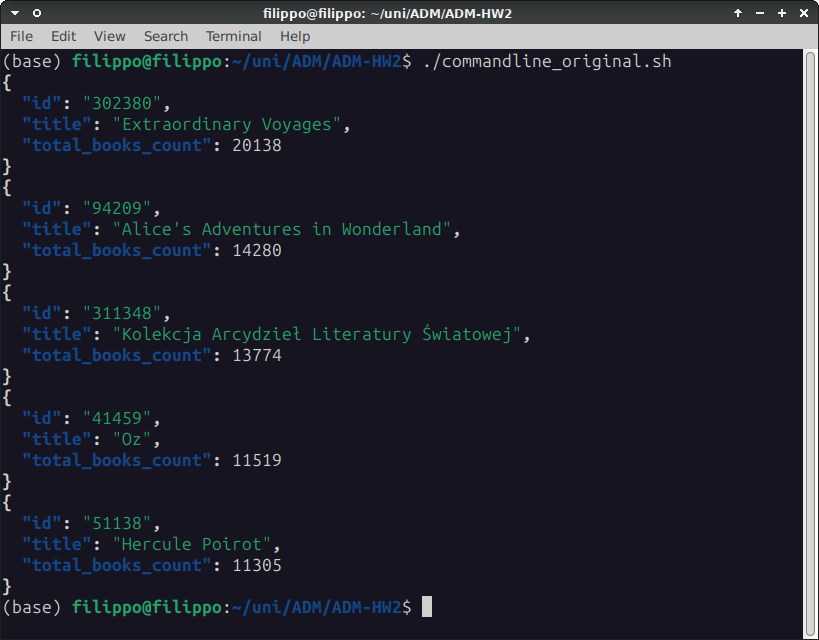 filippo@filippo: ~/uni/ADM/ADM-HW2
File Edit View Search Terminal Help
(base) filippo@filippo:~/uni/ADM/ADM-HW2$ ./commandline_original.sh
{
  "id": "302380",
  "title": "Extraordinary Voyages",
  "total_books_count": 20138
}
{
  "id": "94209",
  "title": "Alice's Adventures in Wonderland",
  "total_books_count": 14280
}
{
  "id": "311348",
  "title": "Kolekcja Arcydzieł Literatury Światowej",
  "total_books_count": 13774
}
{
  "id": "41459",
  "title": "Oz",
  "total_books_count": 11519
}
{
  "id": "51138",
  "title": "Hercule Poirot",
  "total_books_count": 11305
}
(base) filippo@filippo:~/uni/ADM/ADM-HW2$